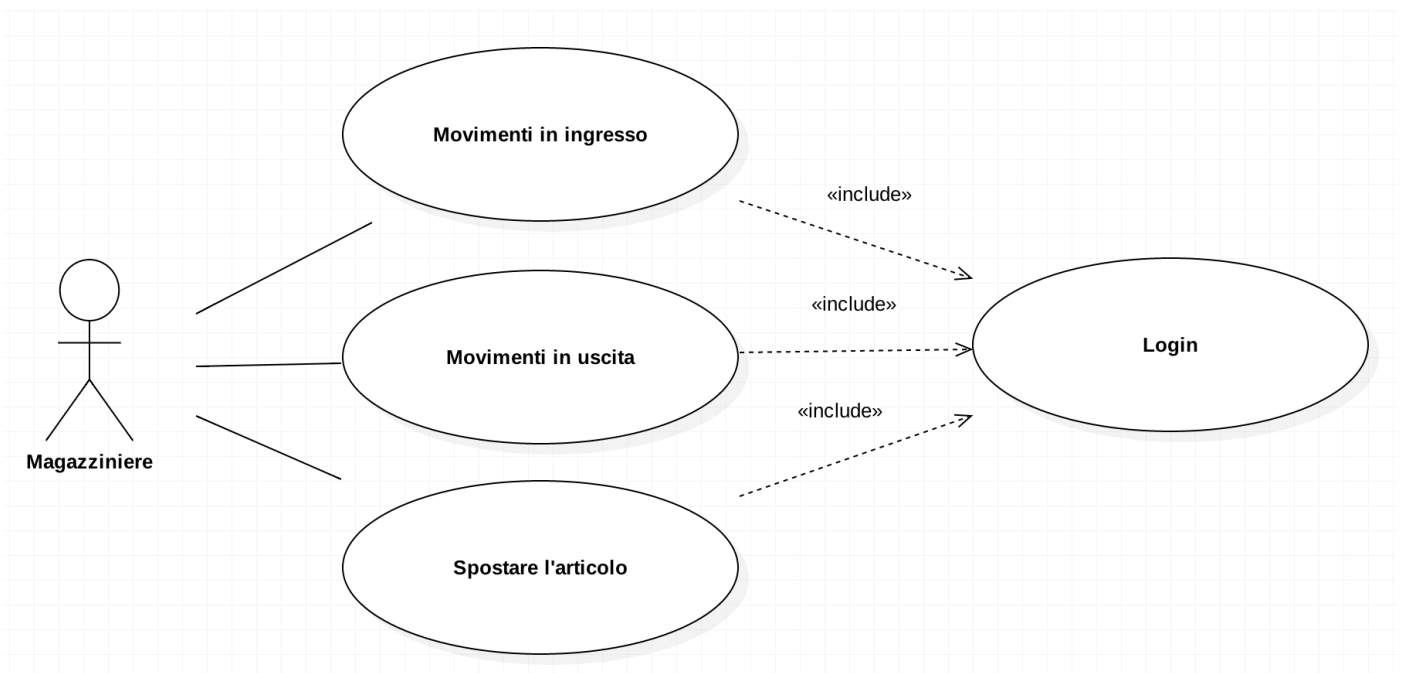 Movimenti in ingresso
«include»
«include»
Login
Movimenti in uscita
«include»
Magazziniere
Spostare l'articolo